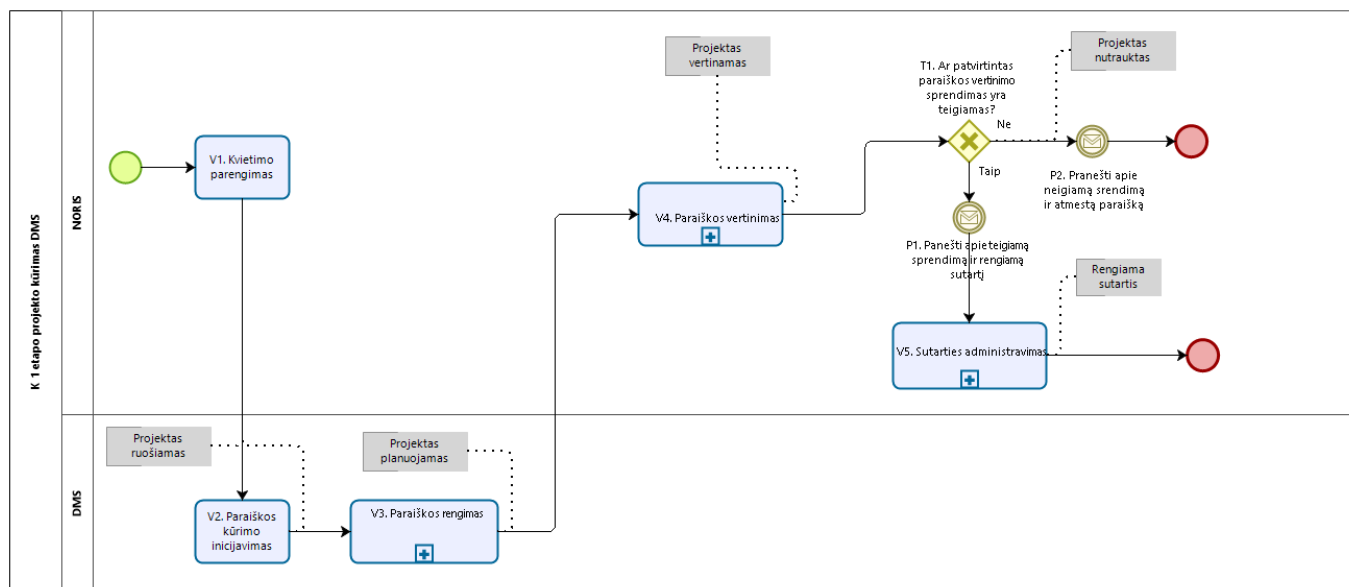 K 1 etapo projekto kūrimas DMS
NORIS
V1. Kvietimo
parengimas
Projektas
vertinamas
V4. Paraiškos vertinimas
T1. Ar patvirtintas
paraiškos vertinimo
sprendimas yra
teigiamas?
Ne
Taip
Projektas
nutrauktas
P2. Pranešti apie
neigiamą srendimą
ir atmestą paraišką
P1. Panešti apie teigiamą
sprendimą ir rengiamą
sutartį
Rengiama
sutartis
V5. Sutarties administravimas
DMS
Projektas
ruošiamas
V2. Paraiškos
kūrimo
inicijavimas
Projektas
planuojamas
V3. Paraiškos rengimas